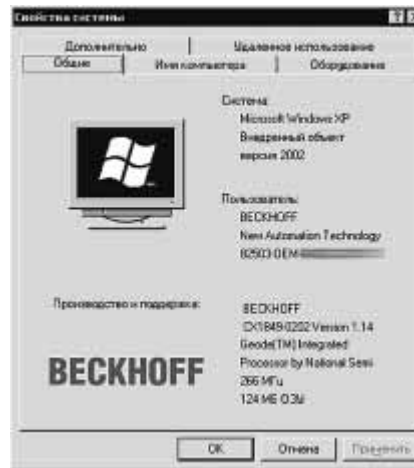 Свойства системы
Дополнительно
Удаленное использование
Общие
Имя компьютера
Оборудование
Система:
Microsoft Windows XP
Внедренный объект
версия 2002
Пользователь:
BECKHOFF
New Automation Technology
82503-OEM-
Производство и поддержка:
BECKHOFF
CX1849-0202 Version 1.14
Geode(TM) Integrated
Processor by National Semi
266 МГц
124 МБ ОЗУ
BECKHOFF
OK
Отмена
Применить